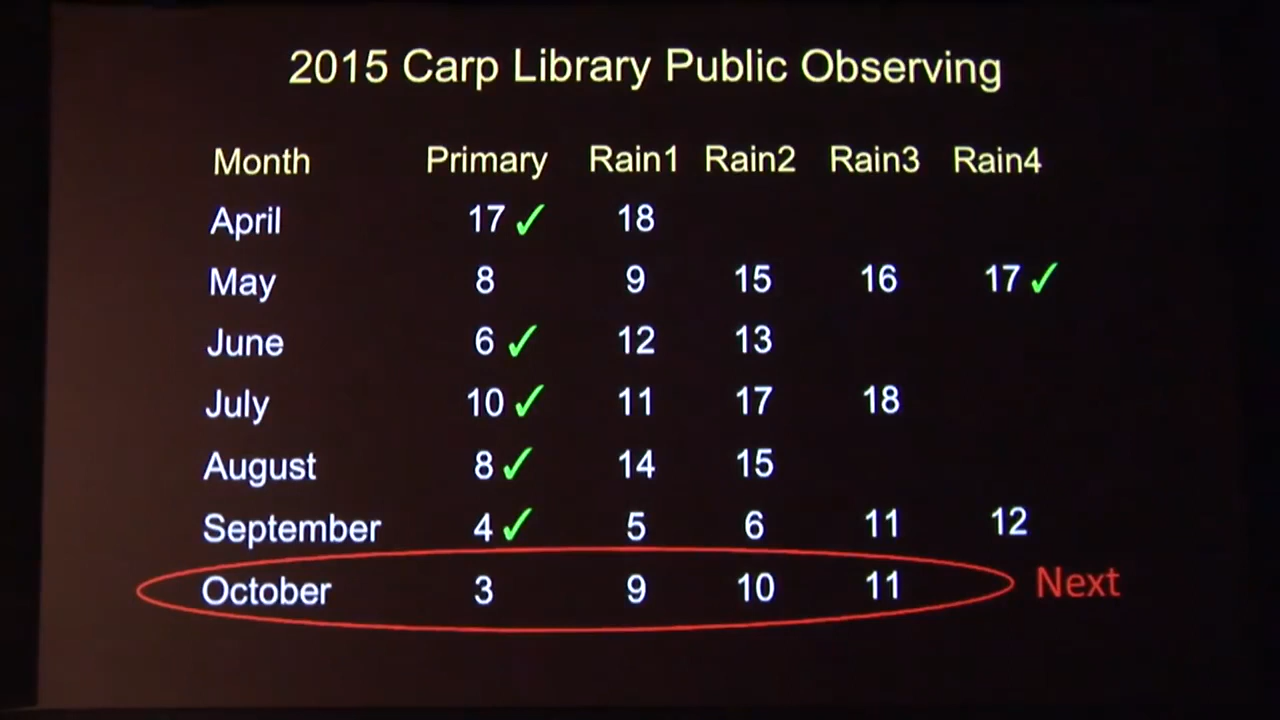 2015 Carp Library Public Observing
Month Primary Rain1 Rain2 Rain3 Rain4
April 17 ✓ 18
May 8 9 15 16 17 ✓
June 6 ✓ 12 13
July 10 ✓ 11 17 18
August 8 ✓ 14 15
September 4 ✓ 5 6 11 12
October 3 9 10 11 Next